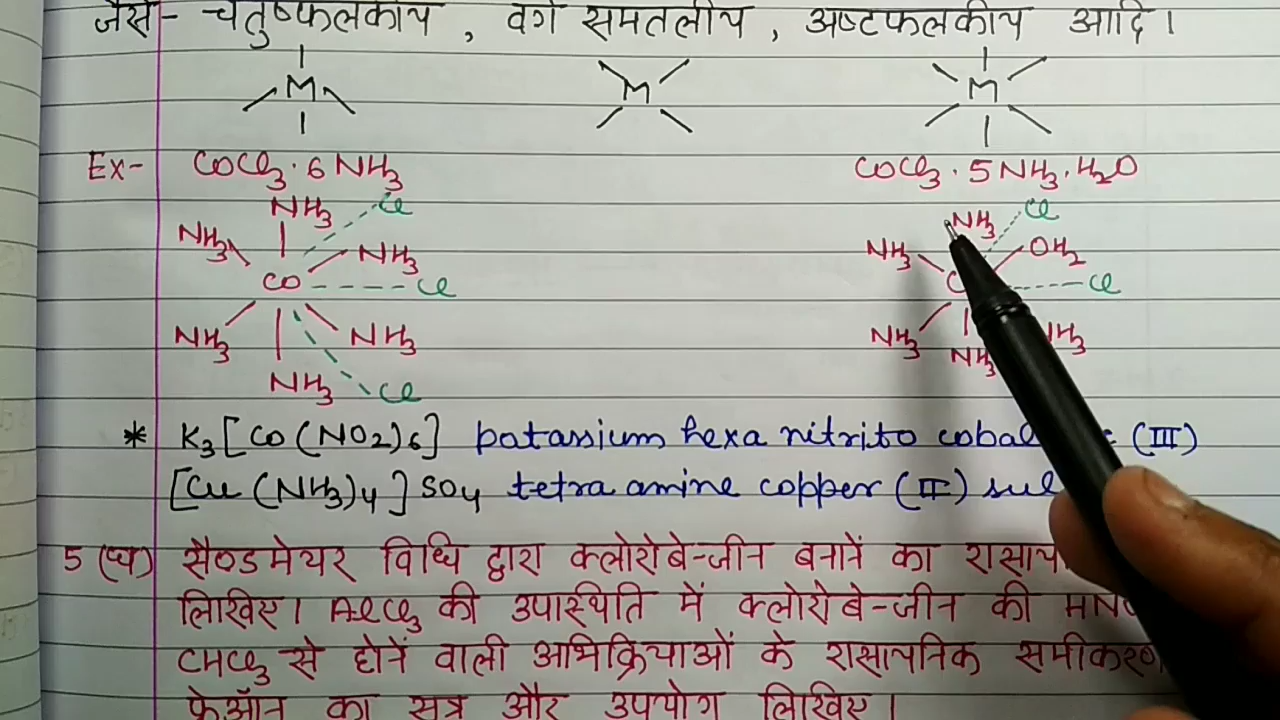 जैसे- चतुष्फलकीय , वर्ग समतलीय , अष्टफलकीय आदि।
M M M
Ex- CoCl3·6NH3 CoCl3·5NH3·H2O
NH3 Cl NH3 Cl
NH3 NH3 NH3 OH2
CO Cl C Cl
NH3 NH3 NH3 NH3
NH3 Cl NH3
* K3[Co(NO2)6] potassium hexa nitrito (III)
[Cu(NH3)4]SO4 tetra amine copper (II)
5 (घ) सैण्डमेयर विधि द्वारा क्लोरोबेन्जीन बनानें का
लिखिए। AlCl3 की उपास्थिति में क्लोरोबेन्जीन की
CHCl3 से होनें वाली अभिक्रियाओं के रासायनिक समीकरण
फ्रेऑन का सूत्र और उपयोग लिखिए।